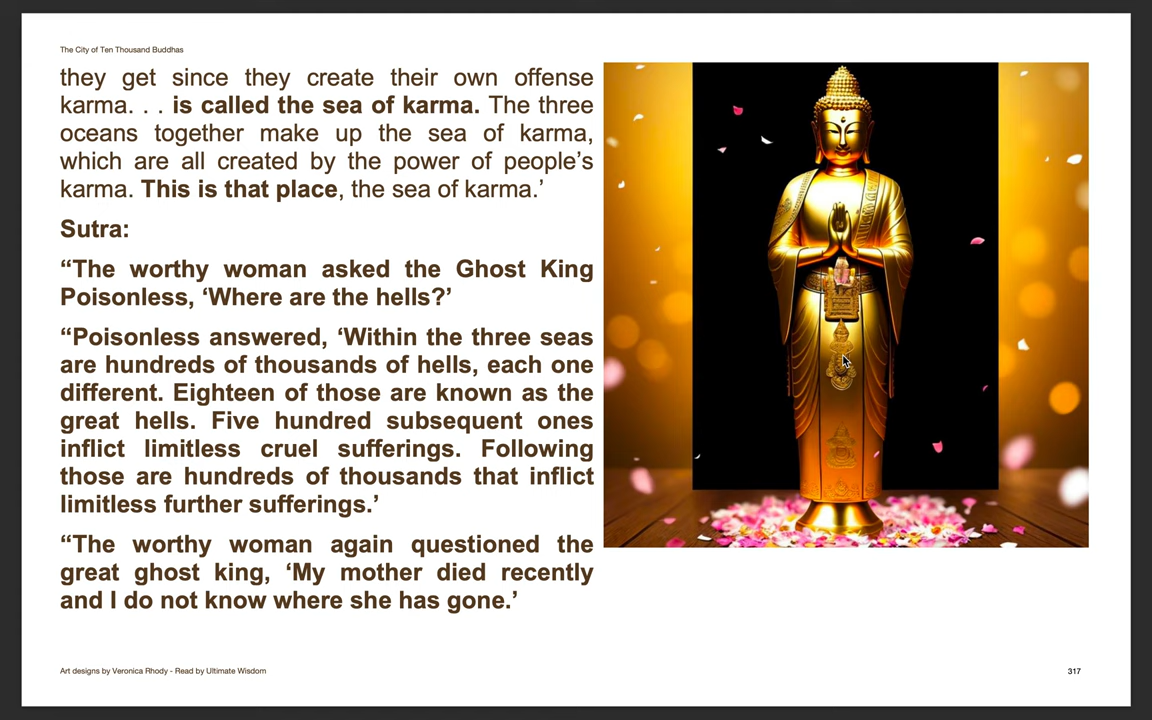 The City of Ten Thousand Buddhas
they get since they create their own offense
karma. . . is called the sea of karma. The three
oceans together make up the sea of karma,
which are all created by the power of people’s
karma. This is that place, the sea of karma.’
Sutra:
“The worthy woman asked the Ghost King
Poisonless, ‘Where are the hells?’
“Poisonless answered, ‘Within the three seas
are hundreds of thousands of hells, each one
different. Eighteen of those are known as the
great hells. Five hundred subsequent ones
inflict limitless cruel sufferings. Following
those are hundreds of thousands that inflict
limitless further sufferings.’
“The worthy woman again questioned the
great ghost king, ‘My mother died recently
and I do not know where she has gone.’
Art designs by Veronica Rhody - Read by Ultimate Wisdom
317